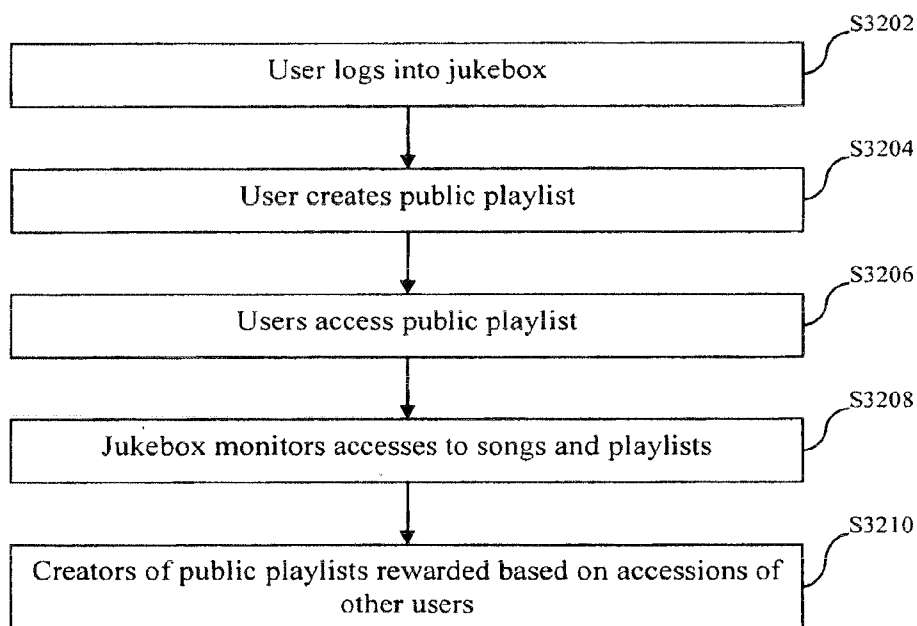 S3202
User logs into jukebox
S3204
User creates public playlist
S3206
Users access public playlist
S3208
Jukebox monitors accesses to songs and playlists
S3210
Creators of public playlists rewarded based on accessions of
other users